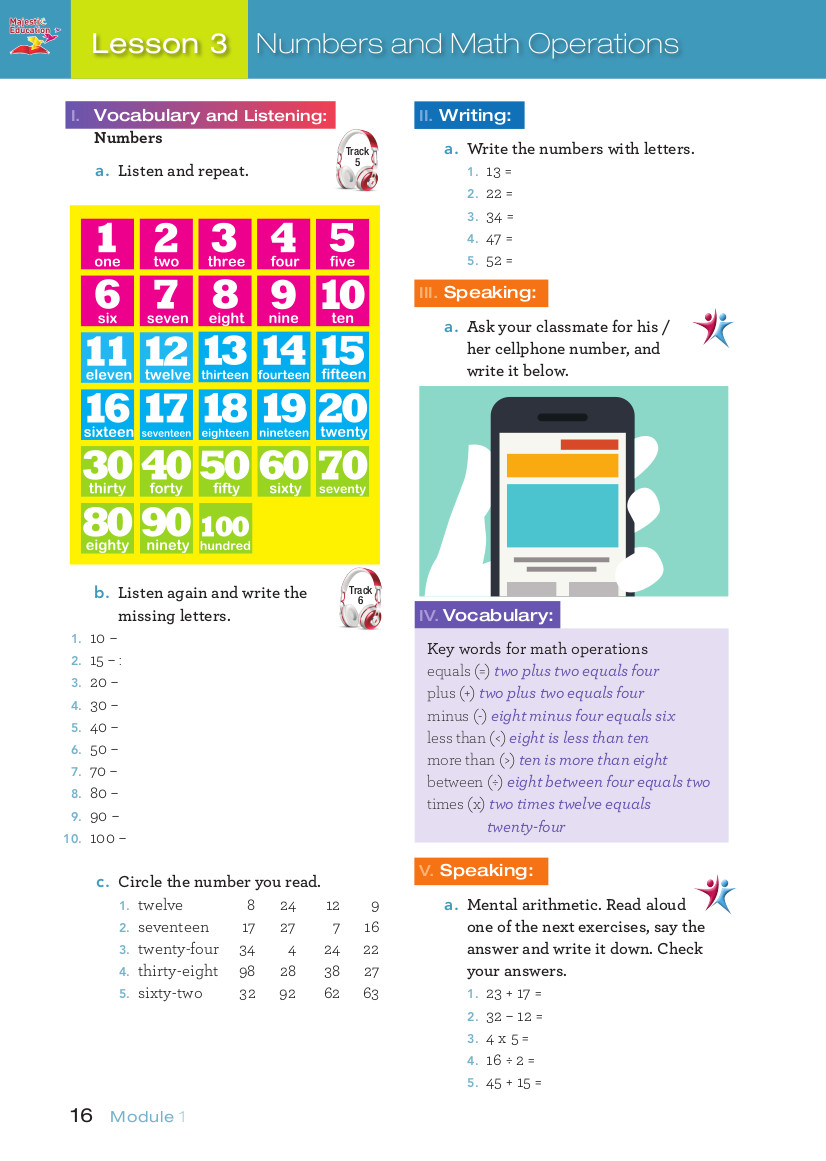 Majestic
Education
Lesson 3 Numbers and Math Operations
I. Vocabulary and Listening:
Numbers
Track
5
a. Listen and repeat.
1 2 3 4 5
one two three four five
6 7 8 9 10
six seven eight nine ten
11 12 13 14 15
eleven twelve thirteen fourteen fifteen
16 17 18 19 20
sixteen seventeen eighteen nineteen twenty
30 40 50 60 70
thirty forty fifty sixty seventy
80 90 100
eighty ninety hundred
b. Listen again and write the
missing letters.
Track
6
1. 10 –
2. 15 – :
3. 20 –
4. 30 –
5. 40 –
6. 50 –
7. 70 –
8. 80 –
9. 90 –
10. 100 –
c. Circle the number you read.
1. twelve 8 24 12 9
2. seventeen 17 27 7 16
3. twenty-four 34 4 24 22
4. thirty-eight 98 28 38 27
5. sixty-two 32 92 62 63
II. Writing:
a. Write the numbers with letters.
1. 13 =
2. 22 =
3. 34 =
4. 47 =
5. 52 =
III. Speaking:
a. Ask your classmate for his /
her cellphone number, and
write it below.
IV. Vocabulary:
Key words for math operations
equals (=) two plus two equals four
plus (+) two plus two equals four
minus (-) eight minus four equals six
less than (<) eight is less than ten
more than (>) ten is more than eight
between (÷) eight between four equals two
times (x) two times twelve equals
twenty-four
V. Speaking:
a. Mental arithmetic. Read aloud
one of the next exercises, say the
answer and write it down. Check
your answers.
1. 23 + 17 =
2. 32 – 12 =
3. 4 x 5 =
4. 16 ÷ 2 =
5. 45 + 15 =
16 Module 1